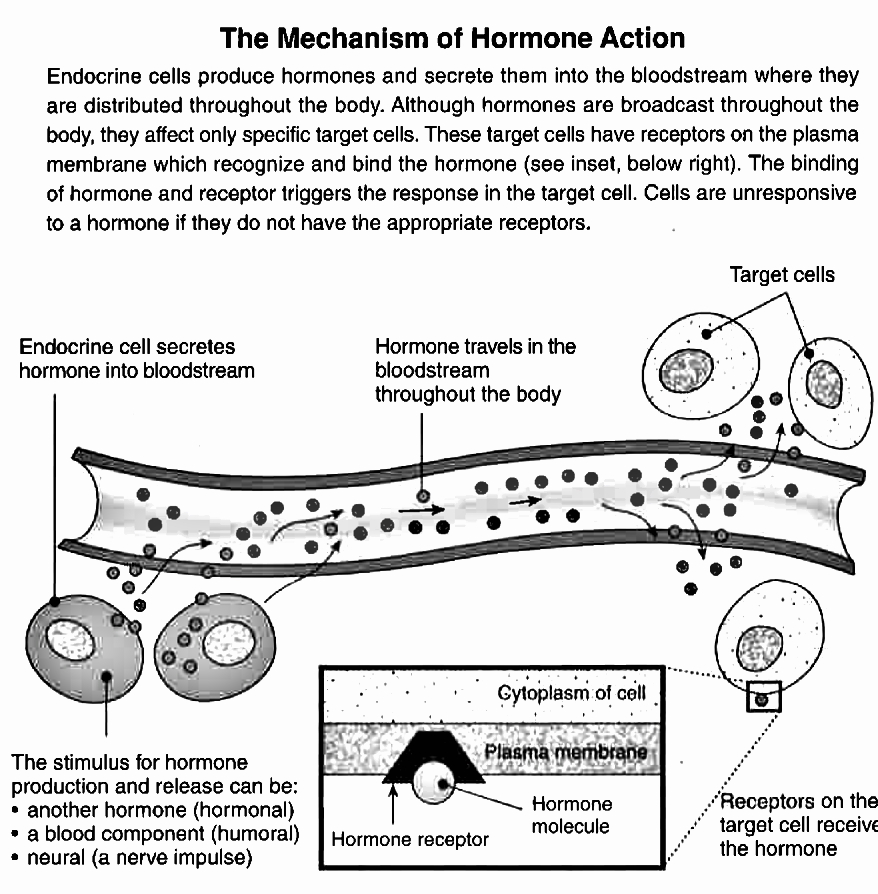 The Mechanism of Hormone Action
Endocrine cells produce hormones and secrete them into the bloodstream where they
are distributed throughout the body. Although hormones are broadcast throughout the
body, they affect only specific target cells. These target cells have receptors on the plasma
membrane which recognize and bind the hormone (see inset, below right). The binding
of hormone and receptor triggers the response in the target cell. Cells are unresponsive
to a hormone if they do not have the appropriate receptors.
Target cells
Endocrine cell secretes
hormone into bloodstream
Hormone travels in the
bloodstream
throughout the body
The stimulus for hormone
production and release can be:
• another hormone (hormonal)
• a blood component (humoral)
• neural (a nerve impulse)
Cytoplasm of cell
Plasma membrane
Hormone receptor
Hormone
molecule
Receptors on the
target cell receive
the hormone